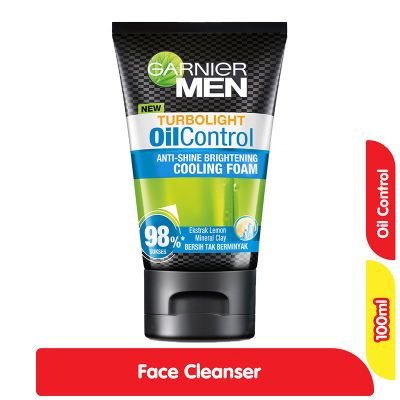 GARNIER
MEN
NEW
TURBOLIGHT
OilControl
ANTI-SHINE BRIGHTENING
COOLING FOAM
98%*
SUKSES
Ekstrak Lemon
Mineral Clay
BERSIH TAK BERMINYAK
Oil Control
100ml
Face Cleanser